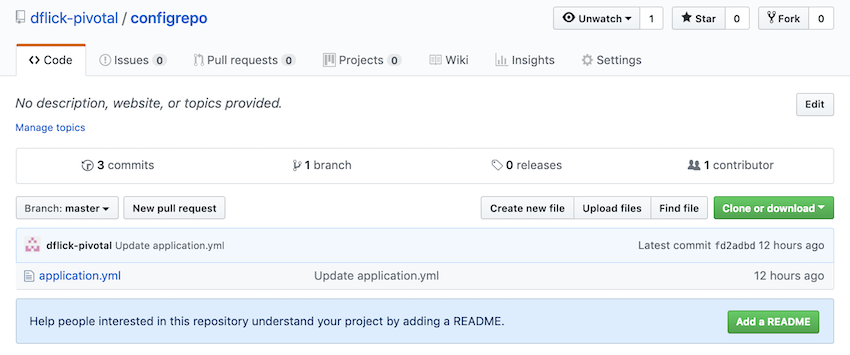 dflick-pivotal / configrepo Unwatch 1 Star 0 Fork 0
Code Issues 0 Pull requests 0 Projects 0 Wiki Insights Settings
No description, website, or topics provided. Edit
Manage topics
3 commits 1 branch 0 releases 1 contributor
Branch: master New pull request Create new file Upload files Find file Clone or download
dflick-pivotal Update application.yml Latest commit fd2adbd 12 hours ago
application.yml Update application.yml 12 hours ago
Help people interested in this repository understand your project by adding a README. Add a README